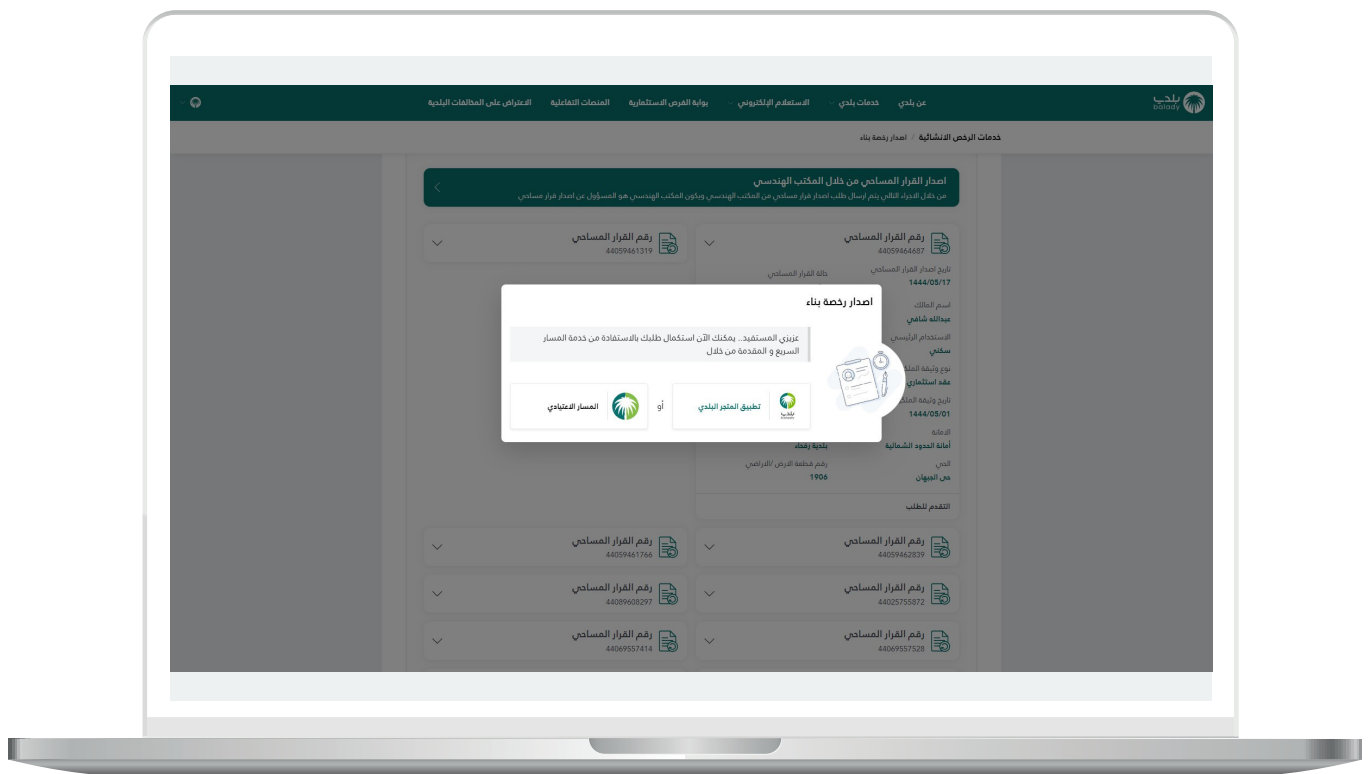 بلدي
balady
عن بلدي
خدمات بلدي
الاستعلام الإلكتروني
بوابة الفرص الاستثمارية
المنصات التفاعلية
الاعتراض على المخالفات البلدية
خدمات الرخص الانشائية / اصدار رخصة بناء
اصدار القرار المساحي من خلال المكتب الهندسي
من خلال الاجراء التالي يتم ارسال طلب اصدار قرار مساحي من المكتب الهندسي ويكون المكتب الهندسي هو المسؤول عن اصدار قرار مساحي
رقم القرار المساحي
44059464687
رقم القرار المساحي
44059461319
تاريخ اصدار القرار المساحي
1444/05/17
حالة القرار المساحي
اسم المالك
عبدالله شافي
الاستخدام الرئيسي
سكني
نوع وثيقة
عقد استثماري
تاريخ وثيقة
1444/05/01
الامانة
أمانة الحدود الشمالية
بلدية رفحاء
الحي
حي الجبهان
رقم قطعة الارض /الاراضي
1906
التقدم للطلب
اصدار رخصة بناء
عزيزي المستفيد.. يمكنك الآن استكمال طلبك بالاستفادة من خدمة المسار
السريع و المقدمة من خلال
تطبيق المتجر البلدي
أو
المسار الاعتيادي
رقم القرار المساحي
44059462839
رقم القرار المساحي
44059461766
رقم القرار المساحي
44025755872
رقم القرار المساحي
44089608297
رقم القرار المساحي
44069557528
رقم القرار المساحي
44069557414